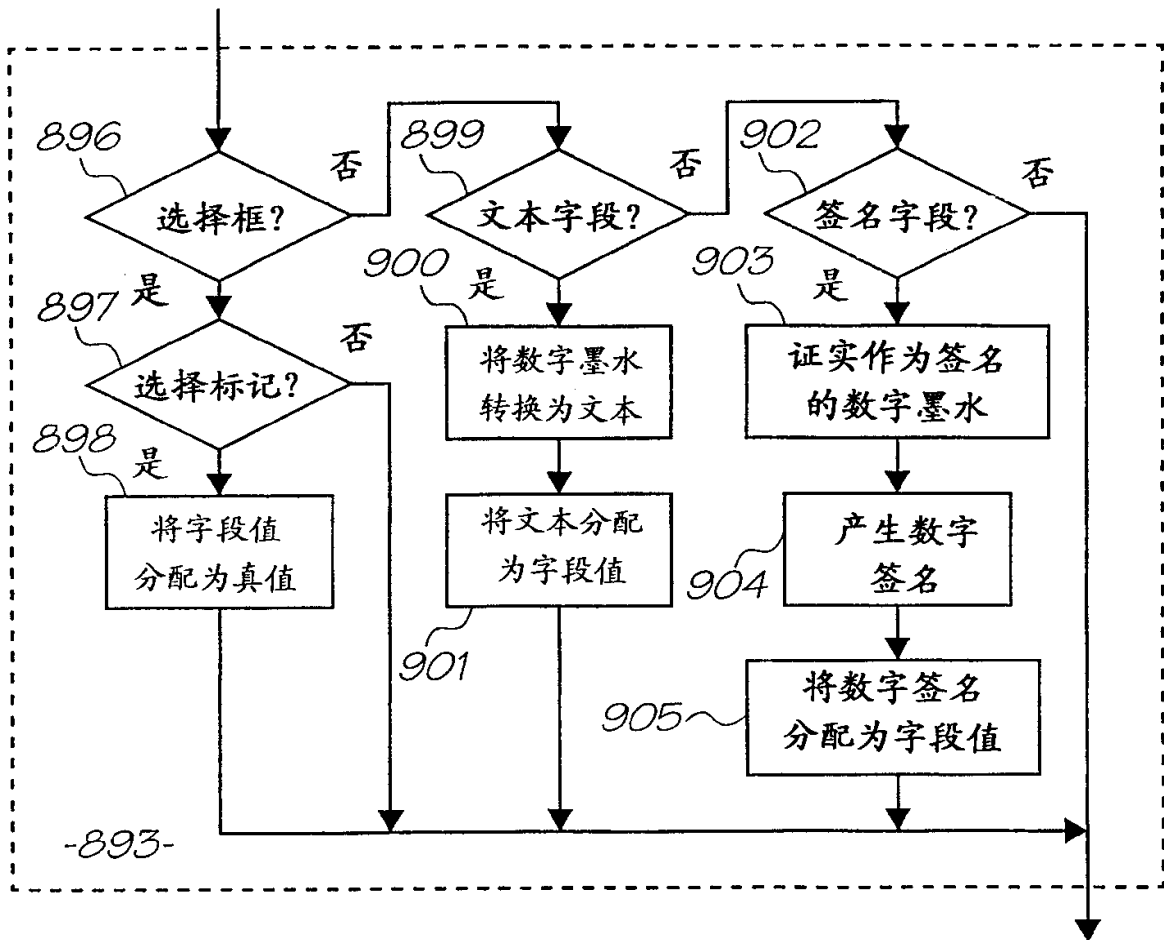 896
选择框?
否
899
文本字段?
否
902
签名字段?
否
是
897
选择标记?
否
900
是
将数字墨水
转换为文本
903
是
证实作为签名
的数字墨水
898
是
将字段值
分配为真值
901
将文本分配
为字段值
904
产生数字
签名
905
将数字签名
分配为字段值
-893-